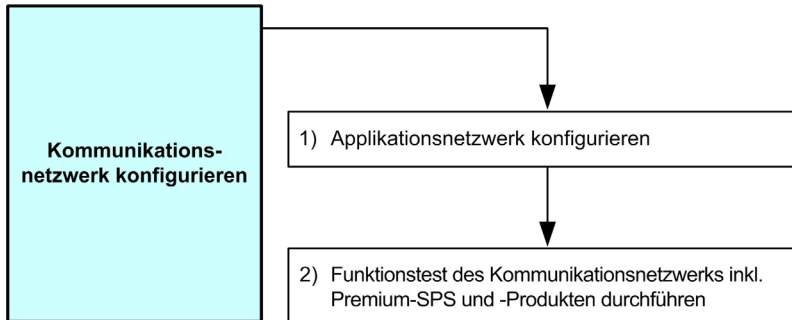 Kommunikations-
netzwerk konfigurieren
1) Applikationsnetzwerk konfigurieren
2) Funktionstest des Kommunikationsnetzwerks inkl.
Premium-SPS und -Produkten durchführen